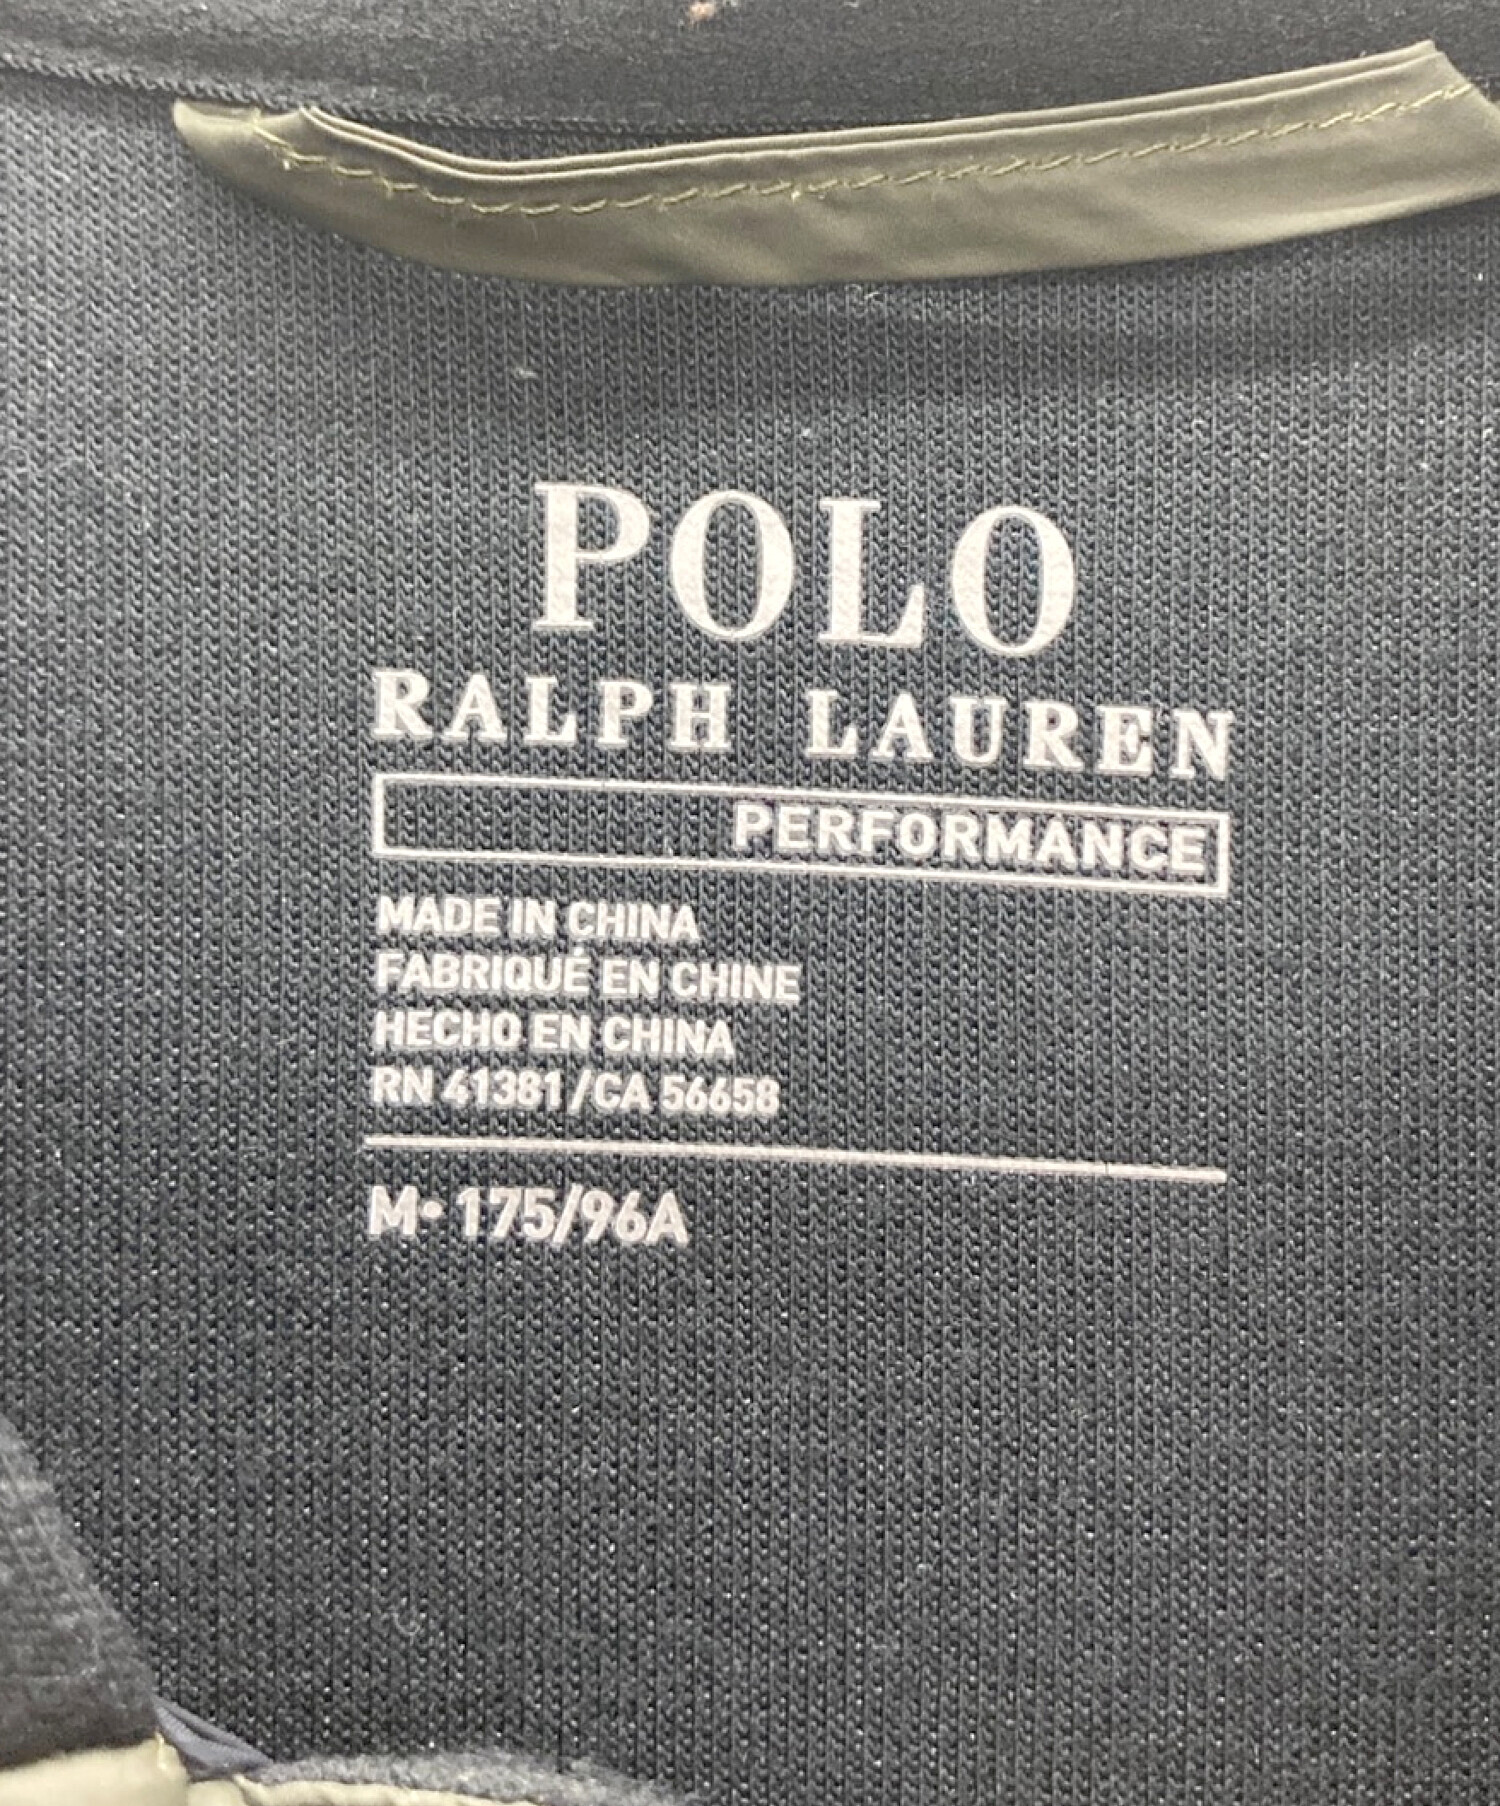 POLO
RALPH LAUREN
PERFORMANCE
MADE IN CHINA
FABRIQUÉ EN CHINE
HECHO EN CHINA
RN 41381/CA 56658
M• 175/96A